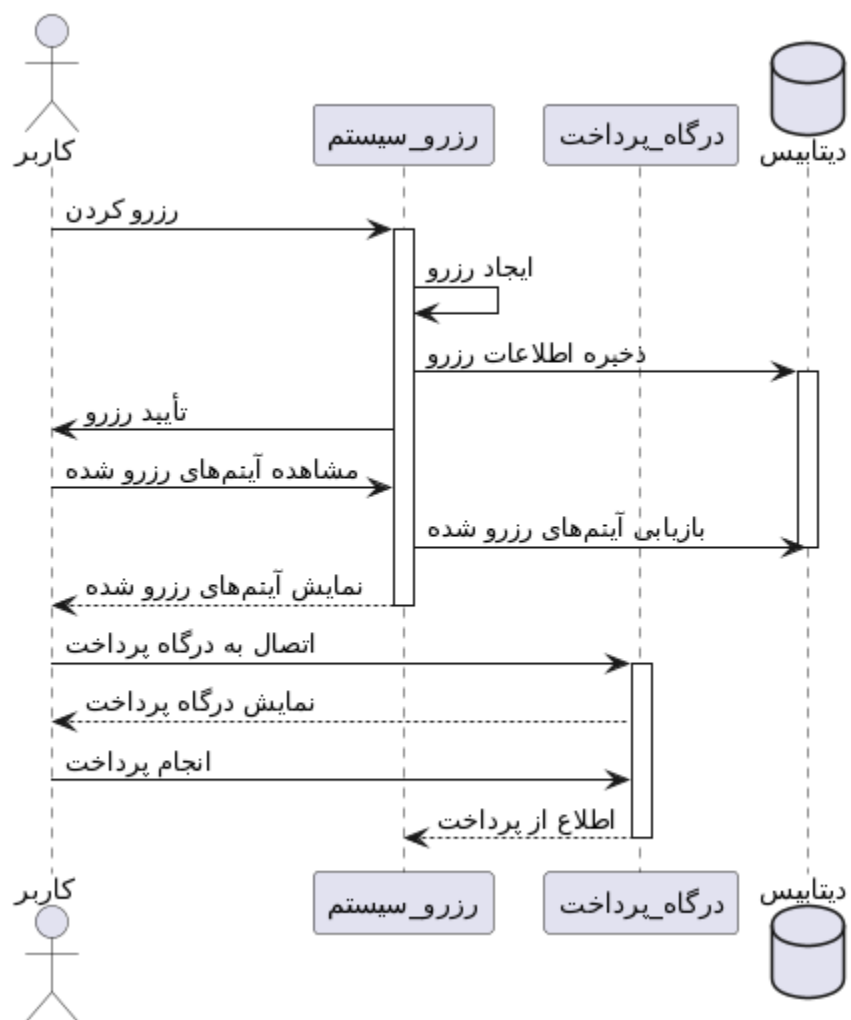 کاربر
رزرو_سیستم
درگاه_پرداخت
دیتابیس
رزرو کردن
ایجاد رزرو
ذخیره اطلاعات رزرو
تأیید رزرو
مشاهده آیتم‌های رزرو شده
بازیابی آیتم‌های رزرو شده
نمایش آیتم‌های رزرو شده
اتصال به درگاه پرداخت
نمایش درگاه پرداخت
انجام پرداخت
اطلاع از پرداخت
کاربر
رزرو_سیستم
درگاه_پرداخت
دیتابیس